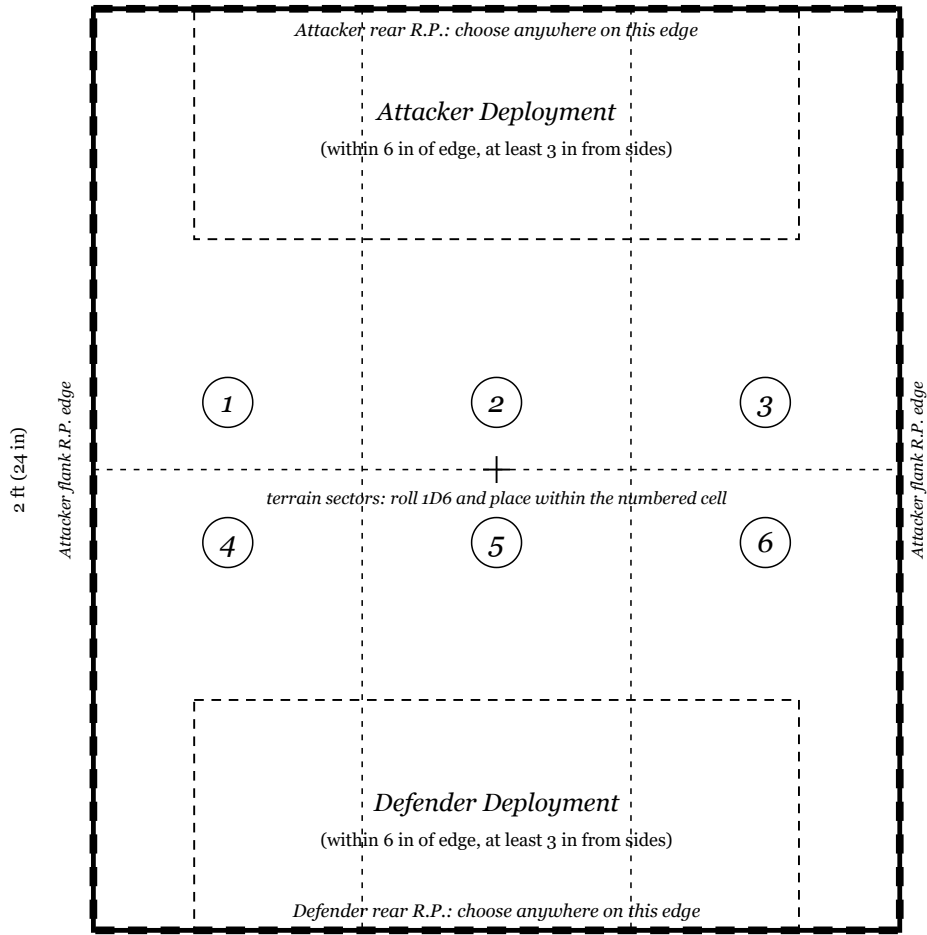 Attacker rear R.P.: choose anywhere on this edge
Attacker Deployment
(within 6 in of edge, at least 3 in from sides)
1
2
3
2 ft (24 in)
Attacker flank R.P. edge
Attacker flank R.P. edge
terrain sectors: roll 1D6 and place within the numbered cell
4
5
6
Defender Deployment
(within 6 in of edge, at least 3 in from sides)
Defender rear R.P.: choose anywhere on this edge